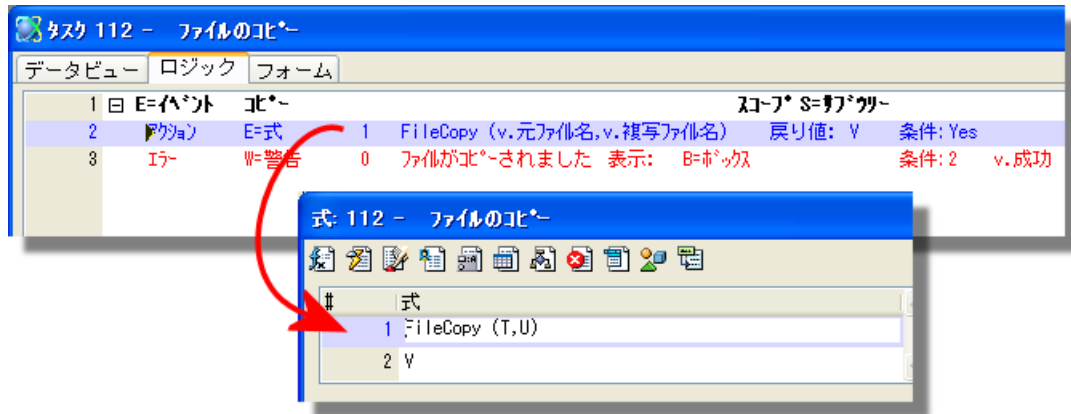 タスク 112 - ファイルのコピー
データビュー ロジック フォーム
1 E=イベント コピー スコープ S=サブツリー
2 アクション E=式 1 FileCopy (v.元ファイル名,v.複写ファイル名) 戻り値: V 条件:Yes
3 エラー W=警告 0 ファイルがコピーされました 表示: B=ボックス 条件:2 v.成功
式: 112 - ファイルのコピー
# 式
1 FileCopy (T,U)
2 V